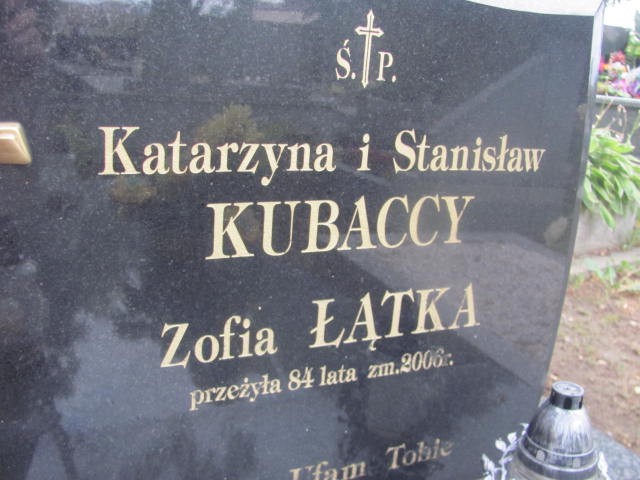 Ś. P.
Katarzyna i Stanisław
KUBACCY
Zofia ŁĄTKA
przeżyła 84 lata zm.2006r.
Ufam Tobie